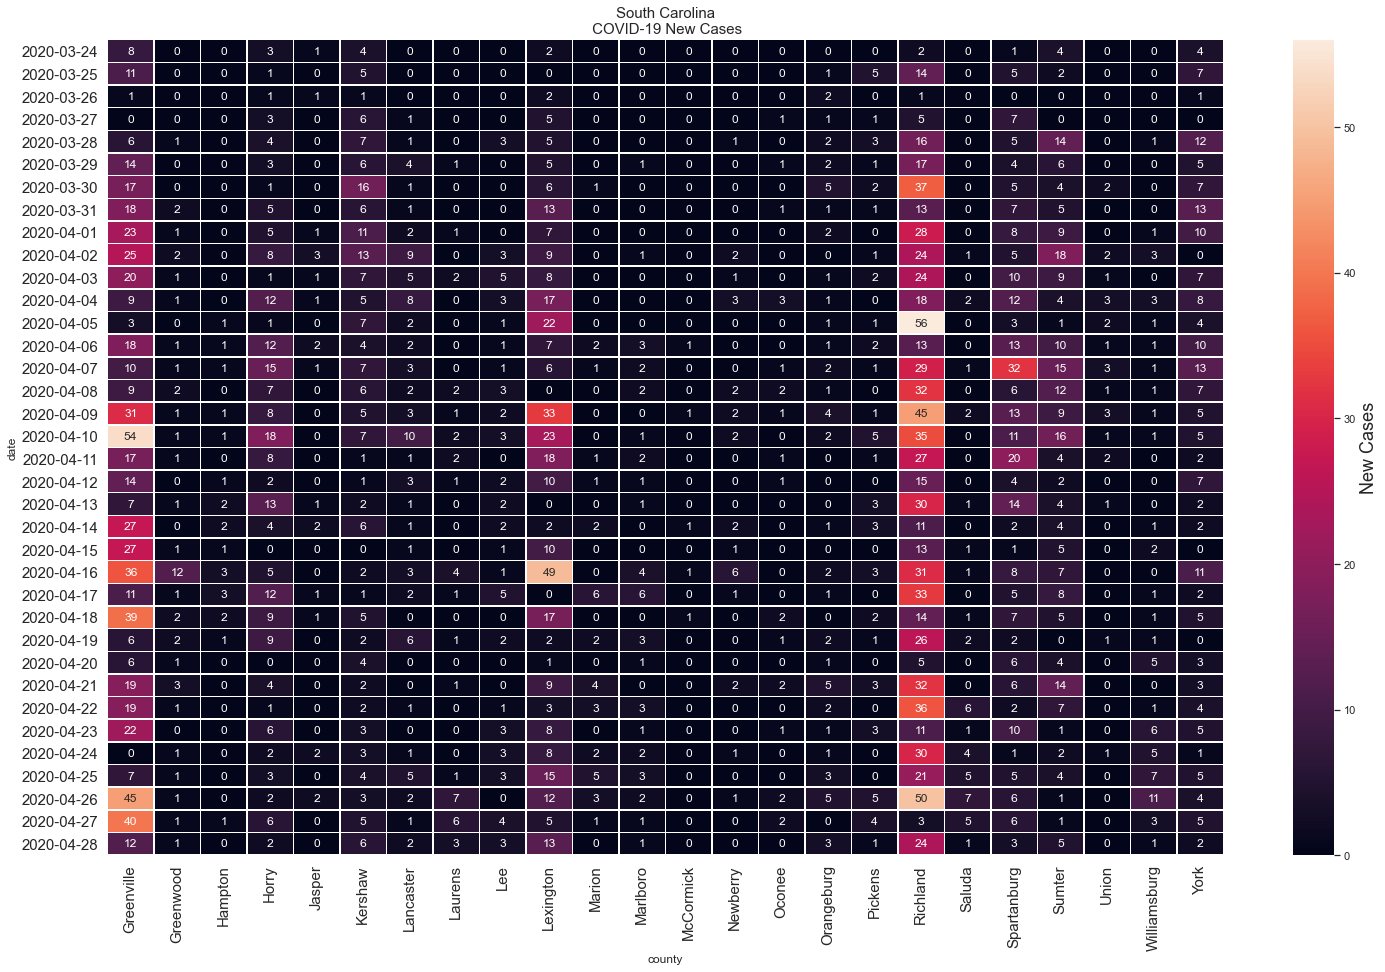 South Carolina
COVID-19 New Cases
2020-03-24 8 0 0 3 1 4 0 0 0 2 0 0 0 0 0 0 0 2 0 1 4 0 0 4
2020-03-25 11 0 0 1 0 5 0 0 0 0 0 0 0 0 0 1 5 14 0 5 2 0 0 7
2020-03-26 1 0 0 1 1 1 0 0 0 2 0 0 0 0 0 2 0 1 0 0 0 0 0 1
2020-03-27 0 0 0 3 0 6 1 0 0 5 0 0 0 0 1 1 1 5 0 7 0 0 0 0
2020-03-28 6 1 0 4 0 7 1 0 3 5 0 0 0 1 0 2 3 16 0 5 14 0 1 12
2020-03-29 14 0 0 3 0 6 4 1 0 5 0 1 0 0 1 2 1 17 0 4 6 0 0 5
2020-03-30 17 0 0 1 0 16 1 0 0 6 1 0 0 0 0 5 2 37 0 5 4 2 0 7
2020-03-31 18 2 0 5 0 6 1 0 0 13 0 0 0 0 1 1 1 13 0 7 5 0 0 13
2020-04-01 23 1 0 5 1 11 2 1 0 7 0 0 0 0 0 2 0 28 0 8 9 0 1 10
2020-04-02 25 2 0 8 3 13 9 0 3 9 0 1 0 2 0 0 1 24 1 5 18 2 3 0
2020-04-03 20 1 0 1 1 7 5 2 5 8 0 0 0 1 0 1 2 24 0 10 9 1 0 7
2020-04-04 9 1 0 12 1 5 8 0 3 17 0 0 0 3 3 1 0 18 2 12 4 3 3 8
2020-04-05 3 0 1 1 0 7 2 0 1 22 0 0 0 0 0 1 1 56 0 3 1 2 1 4
2020-04-06 18 1 1 12 2 4 2 0 1 7 2 3 1 0 0 1 2 13 0 13 10 1 1 10
2020-04-07 10 1 1 15 1 7 3 0 1 6 1 2 0 0 1 2 1 29 1 32 15 3 1 13
2020-04-08 9 2 0 7 0 6 2 2 3 0 0 2 0 2 2 1 0 32 0 6 12 1 1 7
2020-04-09 31 1 1 8 0 5 3 1 2 33 0 0 1 2 1 4 1 45 2 13 9 3 1 5
2020-04-10 54 1 1 18 0 7 10 2 3 23 0 1 0 2 0 2 5 35 0 11 16 1 1 5
2020-04-11 17 1 0 8 0 1 1 2 0 18 1 2 0 1 0 0 1 27 0 20 4 2 0 2
2020-04-12 14 0 1 2 0 1 3 1 2 10 1 1 0 0 1 0 0 15 0 4 2 0 0 7
2020-04-13 7 1 2 13 1 2 1 0 2 0 0 1 0 0 0 0 3 30 1 14 4 1 0 2
2020-04-14 27 0 2 4 2 6 1 0 2 2 2 0 1 2 0 1 3 11 0 2 4 0 1 2
2020-04-15 27 1 1 0 0 0 1 0 1 10 0 0 0 1 0 0 0 13 1 1 5 0 2 0
2020-04-16 36 12 3 5 0 2 3 4 1 49 0 4 1 6 0 2 3 31 1 8 7 0 0 11
2020-04-17 11 1 3 12 1 1 2 1 5 0 6 6 0 1 0 1 0 33 0 5 8 0 1 2
2020-04-18 39 2 2 9 1 5 0 0 0 17 0 0 1 0 2 0 2 14 1 7 5 0 1 5
2020-04-19 6 2 1 9 0 2 6 1 2 2 2 3 0 0 1 2 1 26 2 2 0 1 1 0
2020-04-20 6 1 0 0 0 4 0 0 0 1 0 1 0 0 0 1 0 5 0 6 4 0 5 3
2020-04-21 19 3 0 4 0 2 0 1 0 9 4 0 0 2 2 5 3 32 0 6 14 0 0 3
2020-04-22 19 1 0 1 0 2 1 0 1 3 3 3 0 0 0 2 0 36 6 2 7 0 1 4
2020-04-23 22 1 0 6 0 3 0 0 3 8 0 1 0 0 1 1 3 11 1 10 1 0 6 5
2020-04-24 0 1 0 2 2 3 1 0 3 8 2 2 0 1 0 1 0 30 4 1 2 1 5 1
2020-04-25 7 1 0 3 0 4 5 1 3 15 5 3 0 0 0 3 0 21 5 5 4 0 7 5
2020-04-26 45 1 0 2 2 3 2 7 0 12 3 2 0 1 2 5 5 50 7 6 1 0 11 4
2020-04-27 40 1 1 6 0 5 1 6 4 5 1 1 0 0 2 0 4 3 5 6 1 0 3 5
2020-04-28 12 1 0 2 0 6 2 3 3 13 0 1 0 0 0 3 1 24 1 3 5 0 1 2
Greenville Greenwood Hampton Horry Jasper Kershaw Lancaster Laurens Lee Lexington Marion Marlboro McCormick Newberry Oconee Orangeburg Pickens Richland Saluda Spartanburg Sumter Union Williamsburg York
county
date
50
40
30
20
10
0
New Cases